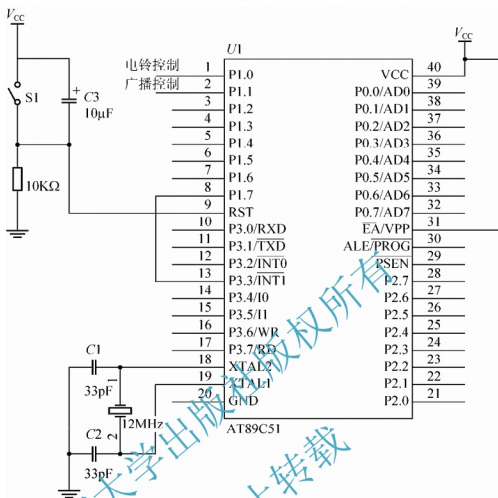 VCC
S1
C3
+
10μF
10KΩ
电铃控制
广播控制
U1
1 P1.0
2 P1.1
3 P1.2
4 P1.3
5 P1.4
6 P1.5
7 P1.6
8 P1.7
9 RST
10 P3.0/RXD
11 P3.1/TXD
12 P3.2/INT0
13 P3.3/INT1
14 P3.4/I0
15 P3.5/I1
16 P3.6/WR
17 P3.7/RD
18 XTAL2
19 XTAL1
20 GND
VCC
VCC 40
P0.0/AD0 39
P0.1/AD1 38
P0.2/AD2 37
P0.3/AD3 36
P0.4/AD4 35
P0.5/AD5 34
P0.6/AD6 33
P0.7/AD7 32
EA/VPP 31
ALE/PROG 30
PSEN 29
P2.7 28
P2.6 27
P2.5 26
P2.4 25
P2.3 24
P2.2 23
P2.1 22
P2.0 21
AT89C51
C1
33pF
1
12MHz
2
C2
33pF
大学出版社版权所有
止转载